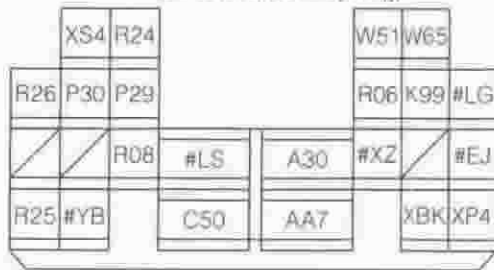 XS4 R24 W51 W65
R26 P30 P29 R06 K99 #LG
R08 #LS A30 #XZ #EJ
R25 #YB C50 AA7 XBK XP4